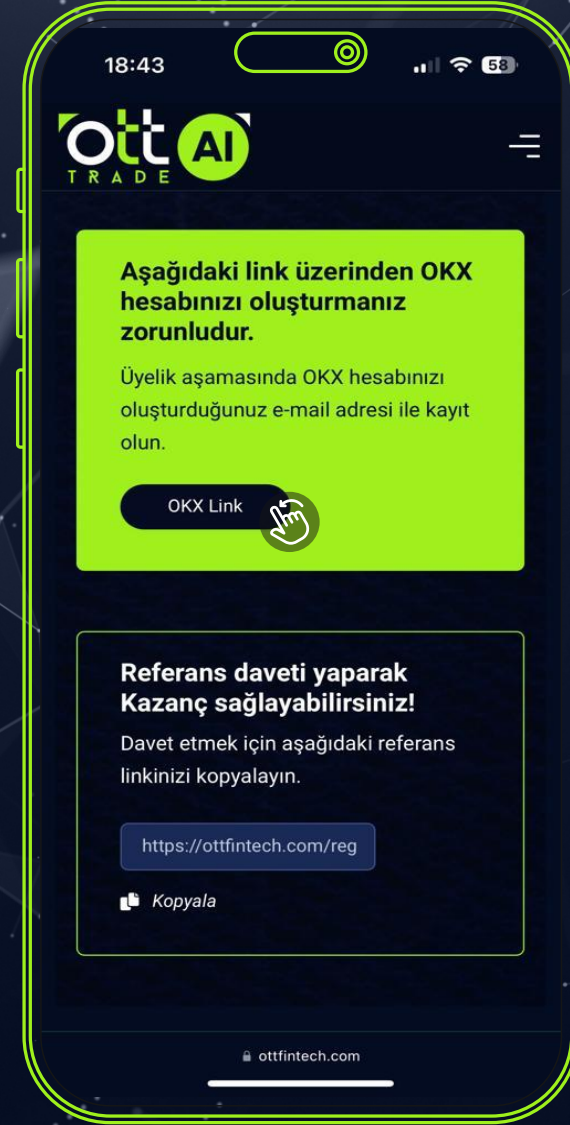 18:43
58
ott AI
TRADE
Aşağıdaki link üzerinden OKX
hesabınızı oluşturmanız
zorunludur.
Üyelik aşamasında OKX hesabınızı
oluşturduğunuz e-mail adresi ile kayıt
olun.
OKX Link
Referans daveti yaparak
Kazanç sağlayabilirsiniz!
Davet etmek için aşağıdaki referans
linkinizi kopyalayın.
https://ottfintech.com/reg
Kopyala
ottfintech.com